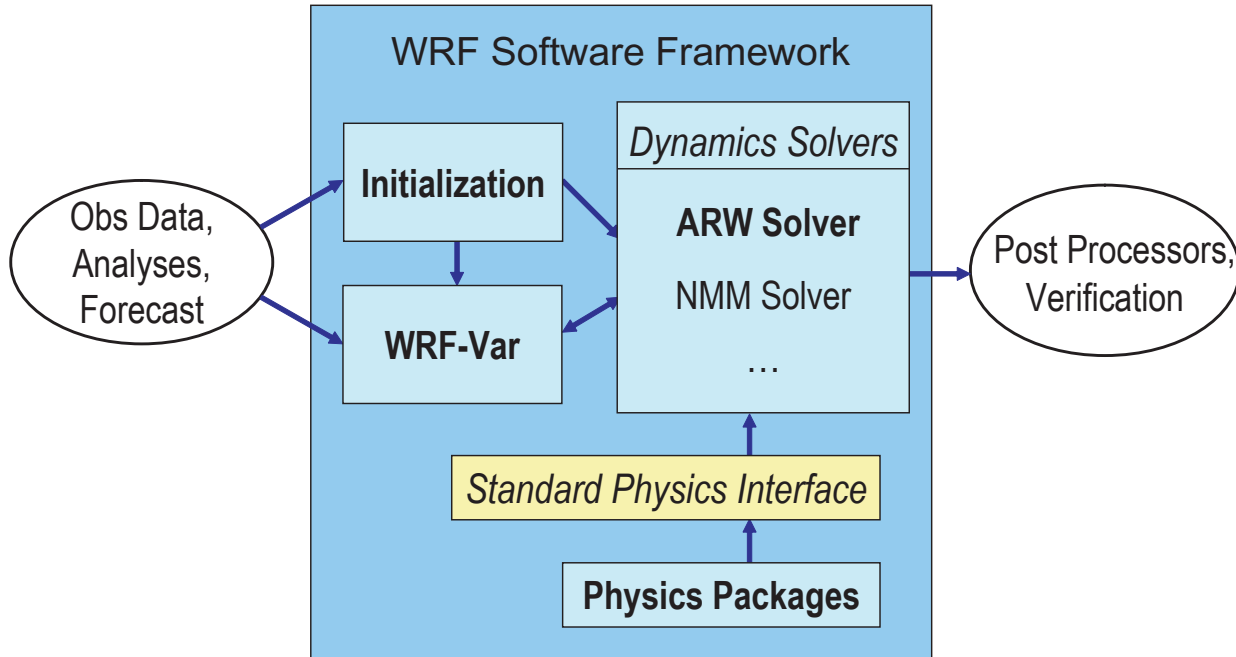 WRF Software Framework
Obs Data,
Analyses,
Forecast
Initialization
WRF-Var
Dynamics Solvers
ARW Solver
NMM Solver
…
Standard Physics Interface
Physics Packages
Post Processors,
Verification